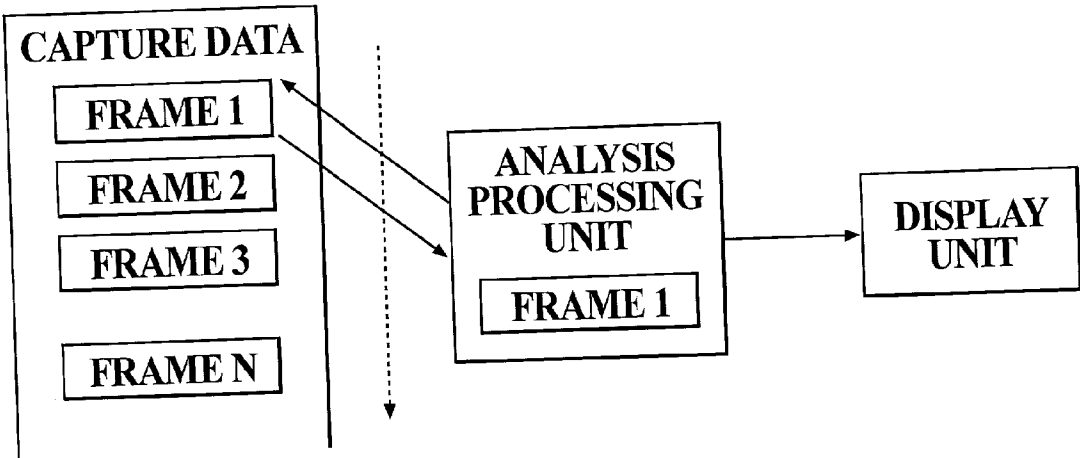 CAPTURE DATA
FRAME 1
FRAME 2
FRAME 3
FRAME N
ANALYSIS
PROCESSING
UNIT
FRAME 1
DISPLAY
UNIT